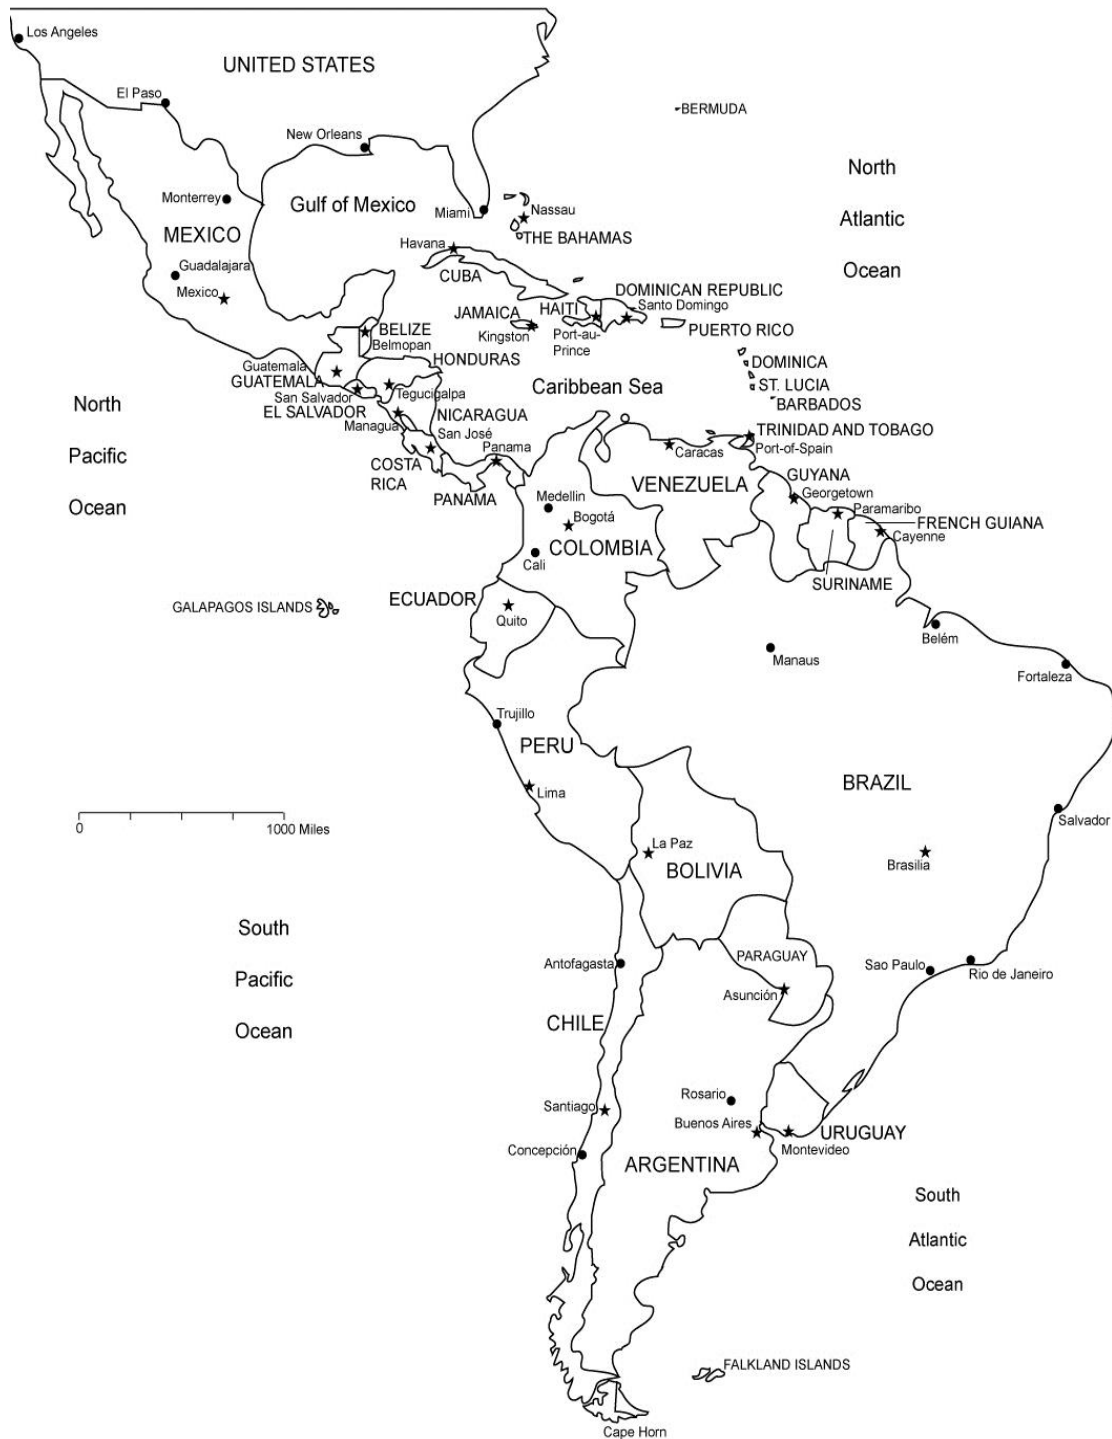 Los Angeles
UNITED STATES
El Paso
BERMUDA
New Orleans
North
Atlantic
Ocean
Monterrey
Gulf of Mexico
Miami
Nassau
THE BAHAMAS
MEXICO
Havana
CUBA
Guadalajara
Mexico
DOMINICAN REPUBLIC
Santo Domingo
JAMAICA
HAITI
Kingston
Port-au-
Prince
PUERTO RICO
BELIZE
Belmopan
HONDURAS
DOMINICA
Guatemala
GUATEMALA
San Salvador
Tegucigalpa
Caribbean Sea
ST. LUCIA
BARBADOS
EL SALVADOR
NICARAGUA
Managua
San José
Panama
TRINIDAD AND TOBAGO
Port-of-Spain
Caracas
North
Pacific
Ocean
COSTA
RICA
PANAMA
VENEZUELA
GUYANA
Georgetown
Medellin
Bogotá
Paramaribo
FRENCH GUIANA
Cayenne
COLOMBIA
Cali
SURINAME
ECUADOR
Quito
GALAPAGOS ISLANDS
Belém
Manaus
Fortaleza
Trujillo
PERU
BRAZIL
Lima
0
1000 Miles
Salvador
La Paz
BOLIVIA
Brasilia
South
Pacific
Ocean
PARAGUAY
Antofagasta
Sao Paulo
Rio de Janeiro
Asunción
CHILE
Rosario
Santiago
Buenos Aires
URUGUAY
Montevideo
Concepción
ARGENTINA
South
Atlantic
Ocean
FALKLAND ISLANDS
Cape Horn